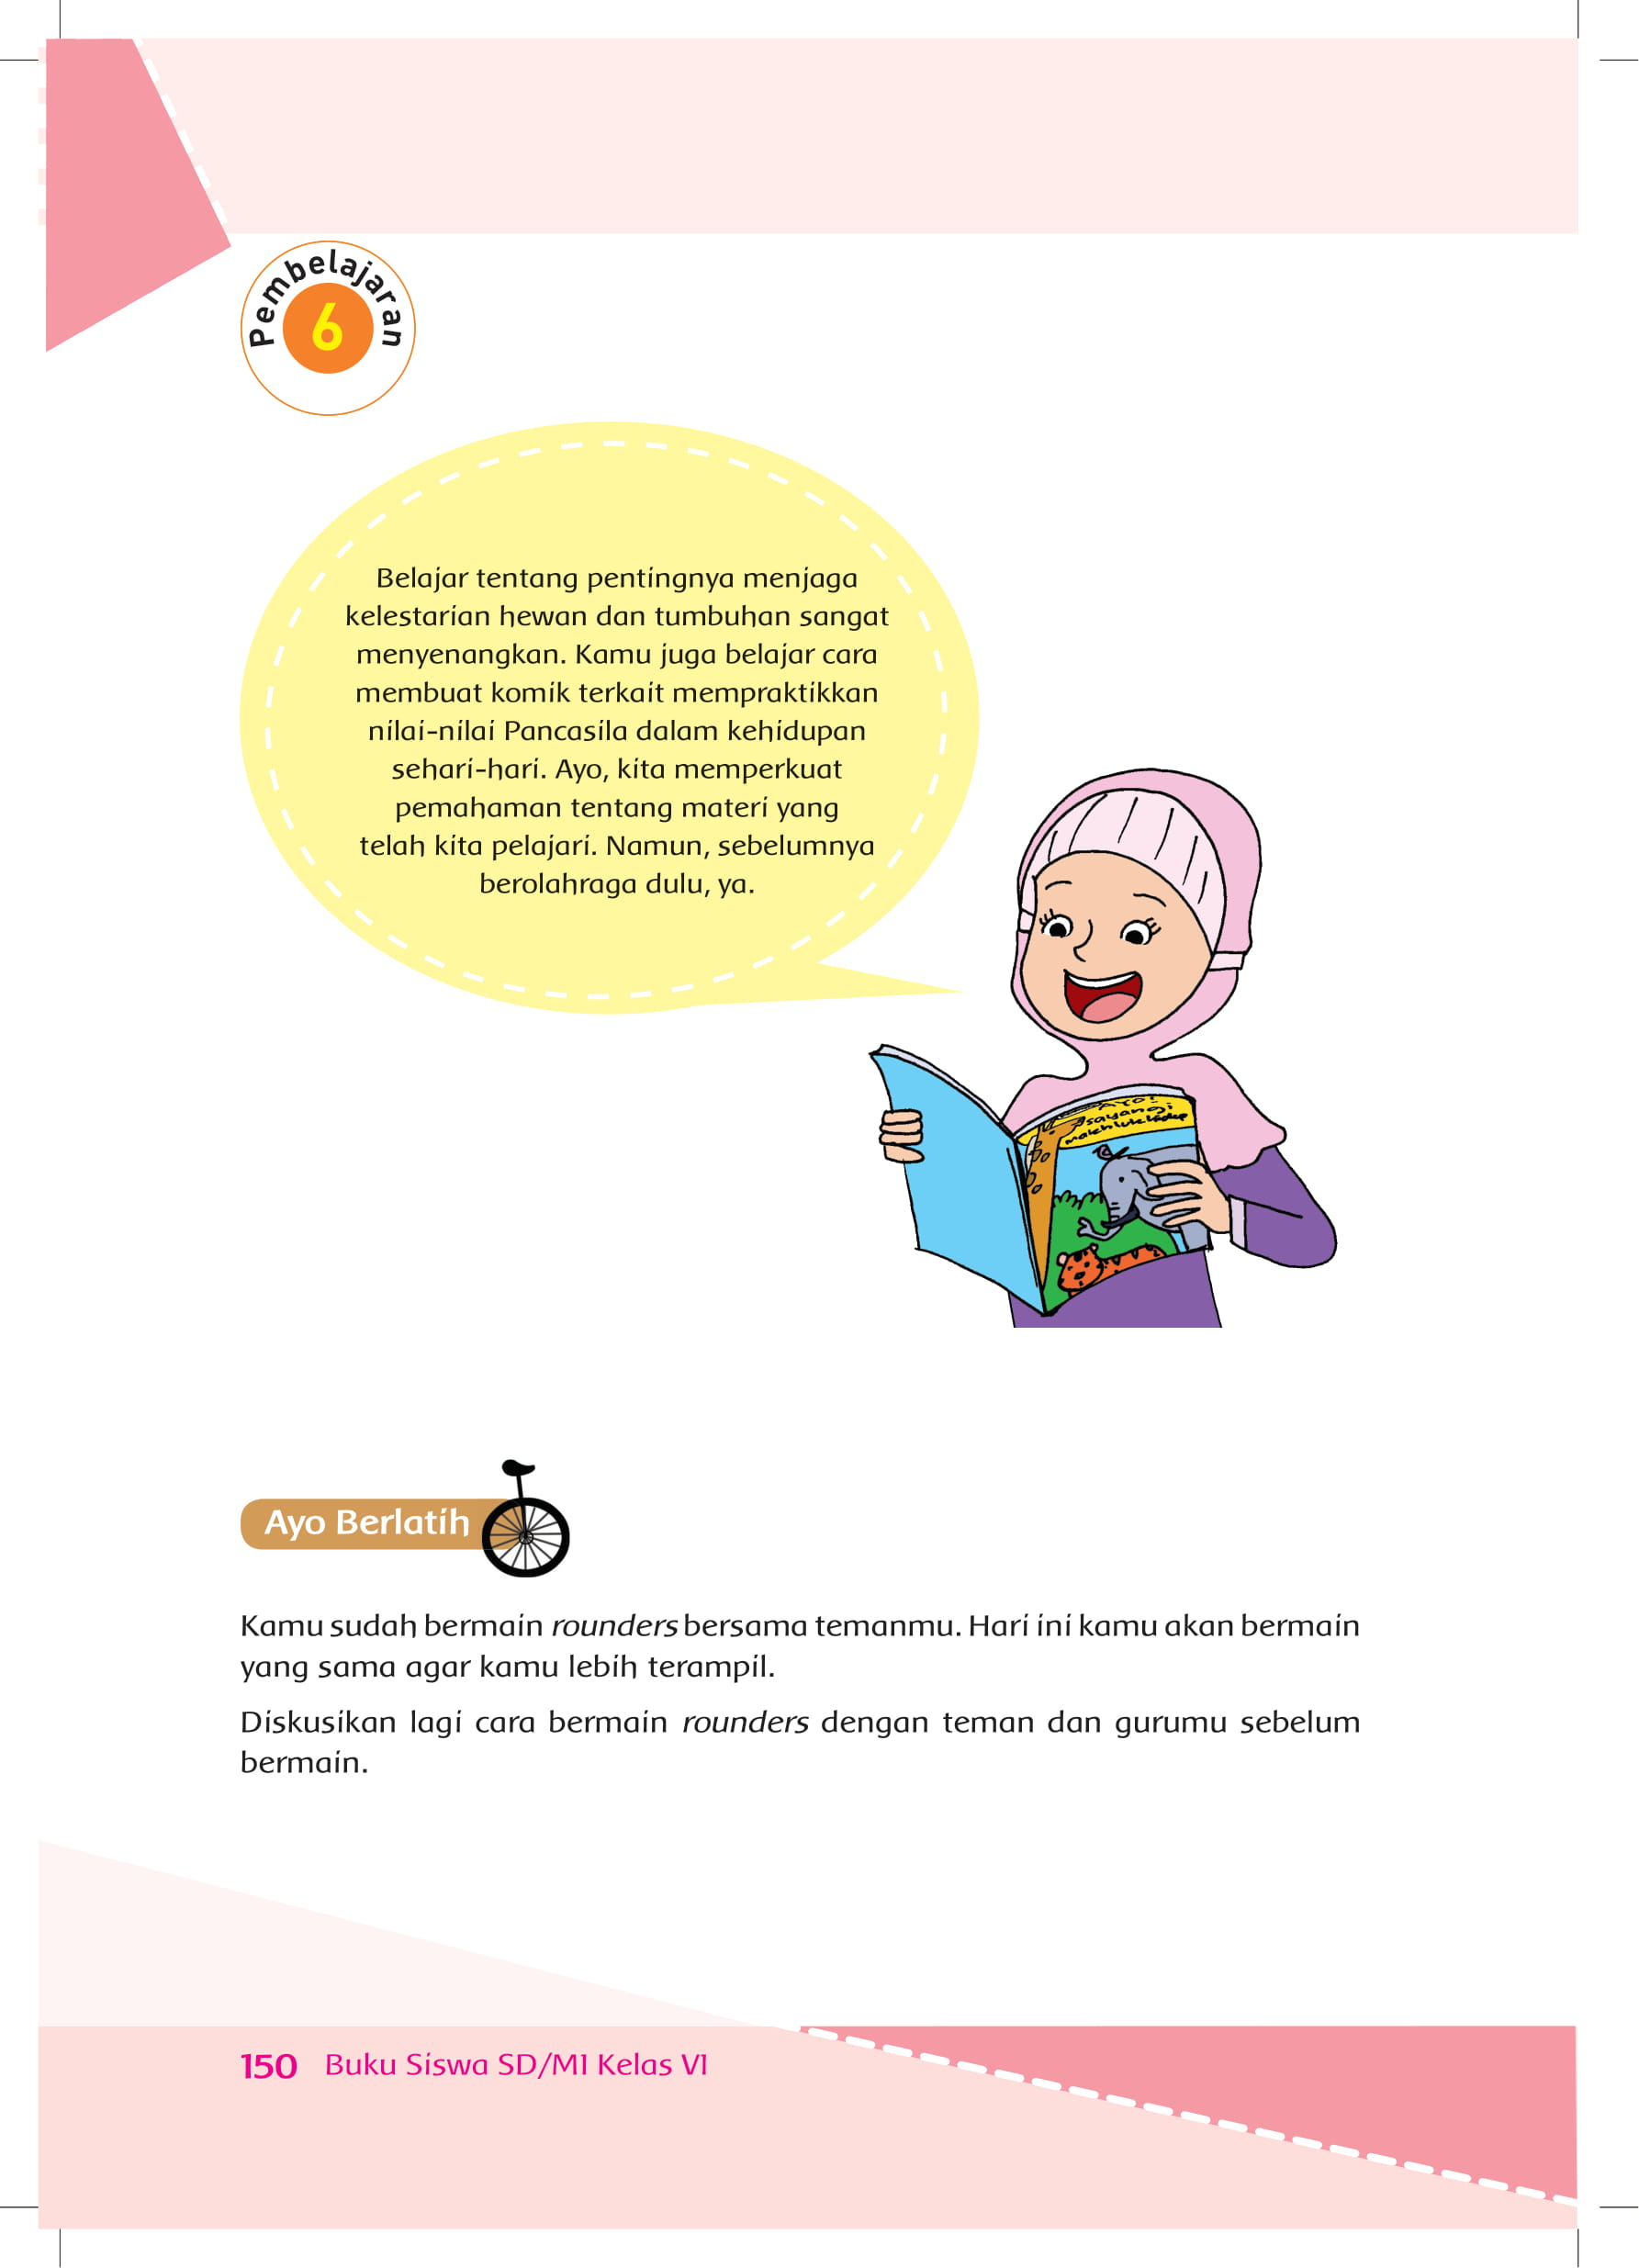 Pembelajaran
6
Belajar tentang pentingnya menjaga
kelestarian hewan dan tumbuhan sangat
menyenangkan. Kamu juga belajar cara
membuat komik terkait mempraktikkan
nilai-nilai Pancasila dalam kehidupan
sehari-hari. Ayo, kita memperkuat
pemahaman tentang materi yang
telah kita pelajari. Namun, sebelumnya
berolahraga dulu, ya.
AYO!
sayangi
makhluk hidup
Ayo Berlatih
Kamu sudah bermain rounders bersama temanmu. Hari ini kamu akan bermain
yang sama agar kamu lebih terampil.
Diskusikan lagi cara bermain rounders dengan teman dan gurumu sebelum
bermain.
150 Buku Siswa SD/MI Kelas VI